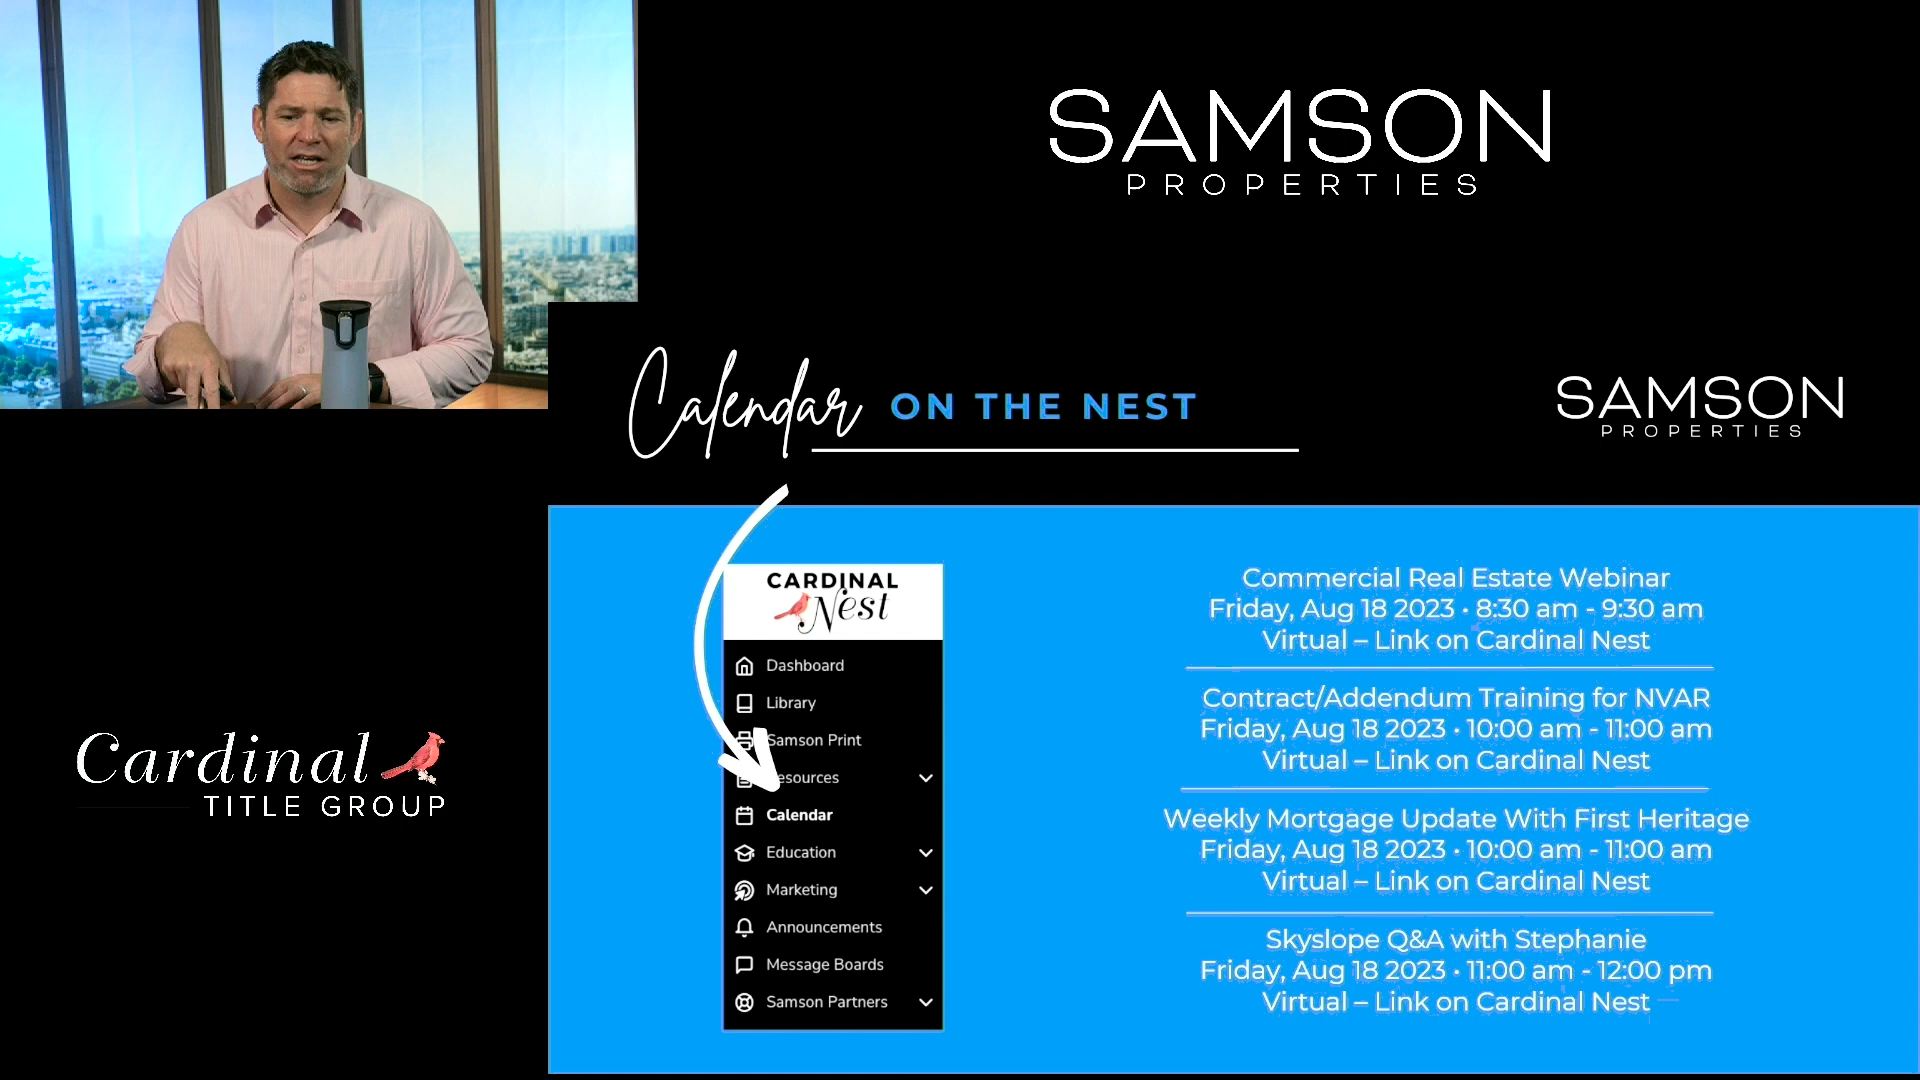 SAMSON
PROPERTIES
Calendar ON THE NEST
SAMSON
PROPERTIES
CARDINAL
Nest
Dashboard
Library
Samson Print
Resources
Calendar
Education
Marketing
Announcements
Message Boards
Samson Partners
Commercial Real Estate Webinar
Friday, Aug 18 2023 • 8:30 am - 9:30 am
Virtual – Link on Cardinal Nest
Contract/Addendum Training for NVAR
Friday, Aug 18 2023 • 10:00 am - 11:00 am
Virtual – Link on Cardinal Nest
Weekly Mortgage Update With First Heritage
Friday, Aug 18 2023 • 10:00 am - 11:00 am
Virtual – Link on Cardinal Nest
Skyslope Q&A with Stephanie
Friday, Aug 18 2023 • 11:00 am - 12:00 pm
Virtual – Link on Cardinal Nest
Cardinal
TITLE GROUP